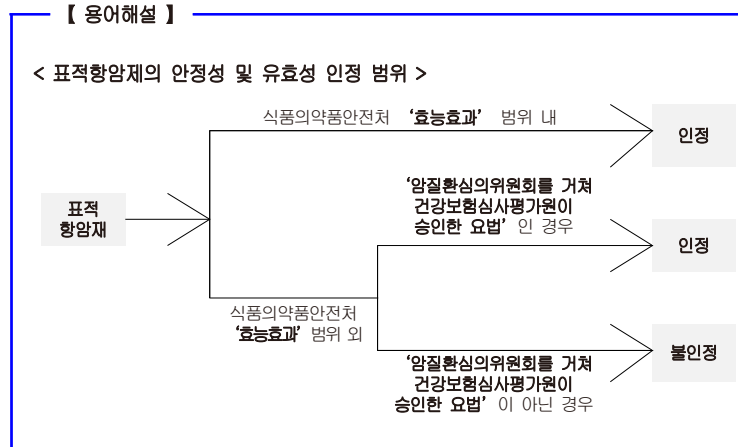 【 용어해설 】
< 표적항암제의 안정성 및 유효성 인정 범위 >
식품의약품안전처 ‘효능효과’ 범위 내
인정
표적
항암재
‘암질환심의위원회를 거쳐
건강보험심사평가원이
승인한 요법’ 인 경우
인정
식품의약품안전처
‘효능효과’ 범위 외
‘암질환심의위원회를 거쳐
건강보험심사평가원이
승인한 요법’ 이 아닌 경우
불인정